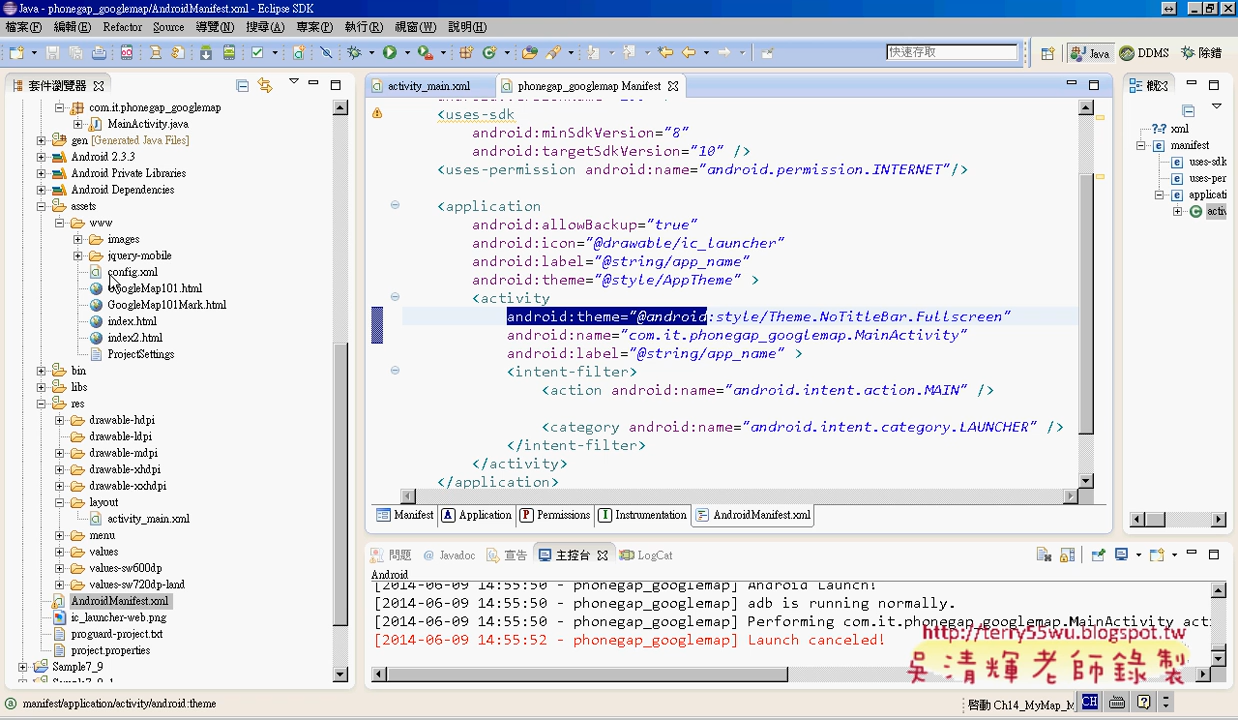 Java - phonegap_googlemap/AndroidManifest.xml - Eclipse SDK
檔案(F) 編輯(E) Refactor Source 導覽(N) 搜尋(A) 專案(P) 執行(R) 視窗(W) 說明(H)
快速存取 Java DDMS 除錯
套件瀏覽器
com.it.phonegap_googlemap
MainActivity.java
gen [Generated Java Files]
Android 2.3.3
Android Private Libraries
Android Dependencies
assets
www
images
jquery-mobile
config.xml
GoogleMap101.html
GoogleMap101Mark.html
index.html
index2.html
ProjectSettings
bin
libs
res
drawable-hdpi
drawable-ldpi
drawable-mdpi
drawable-xhdpi
drawable-xxhdpi
layout
activity_main.xml
menu
values
values-sw600dp
values-sw720dp-land
AndroidManifest.xml
ic_launcher-web.png
proguard-project.txt
project.properties
Sample7_9
activity_main.xml phonegap_googlemap Manifest
<uses-sdk
android:minSdkVersion="8"
android:targetSdkVersion="10" />
<uses-permission android:name="android.permission.INTERNET"/>
<application
android:allowBackup="true"
android:icon="@drawable/ic_launcher"
android:label="@string/app_name"
android:theme="@style/AppTheme" >
<activity
android:theme="@android:style/Theme.NoTitleBar.Fullscreen"
android:name="com.it.phonegap_googlemap.MainActivity"
android:label="@string/app_name" >
<intent-filter>
<action android:name="android.intent.action.MAIN" />
<category android:name="android.intent.category.LAUNCHER" />
</intent-filter>
</activity>
</application>
Manifest Application Permissions Instrumentation AndroidManifest.xml
xml
manifest
uses-sdk
uses-per
applicati
activ
問題 Javadoc 宣告 主控台 LogCat
Android
[2014-06-09 14:55:50 - phonegap_googlemap] Android Launch!
[2014-06-09 14:55:50 - phonegap_googlemap] adb is running normally.
[2014-06-09 14:55:50 - phonegap_googlemap] Performing com.it.phonegap_googlemap.MainActivity act
[2014-06-09 14:55:52 - phonegap_googlemap] Launch canceled!
http://terry55wu.blogspot.tw
吳清輝老師錄製
manifest/application/activity/android:theme
啟動 Ch14_MyMap_M
CH